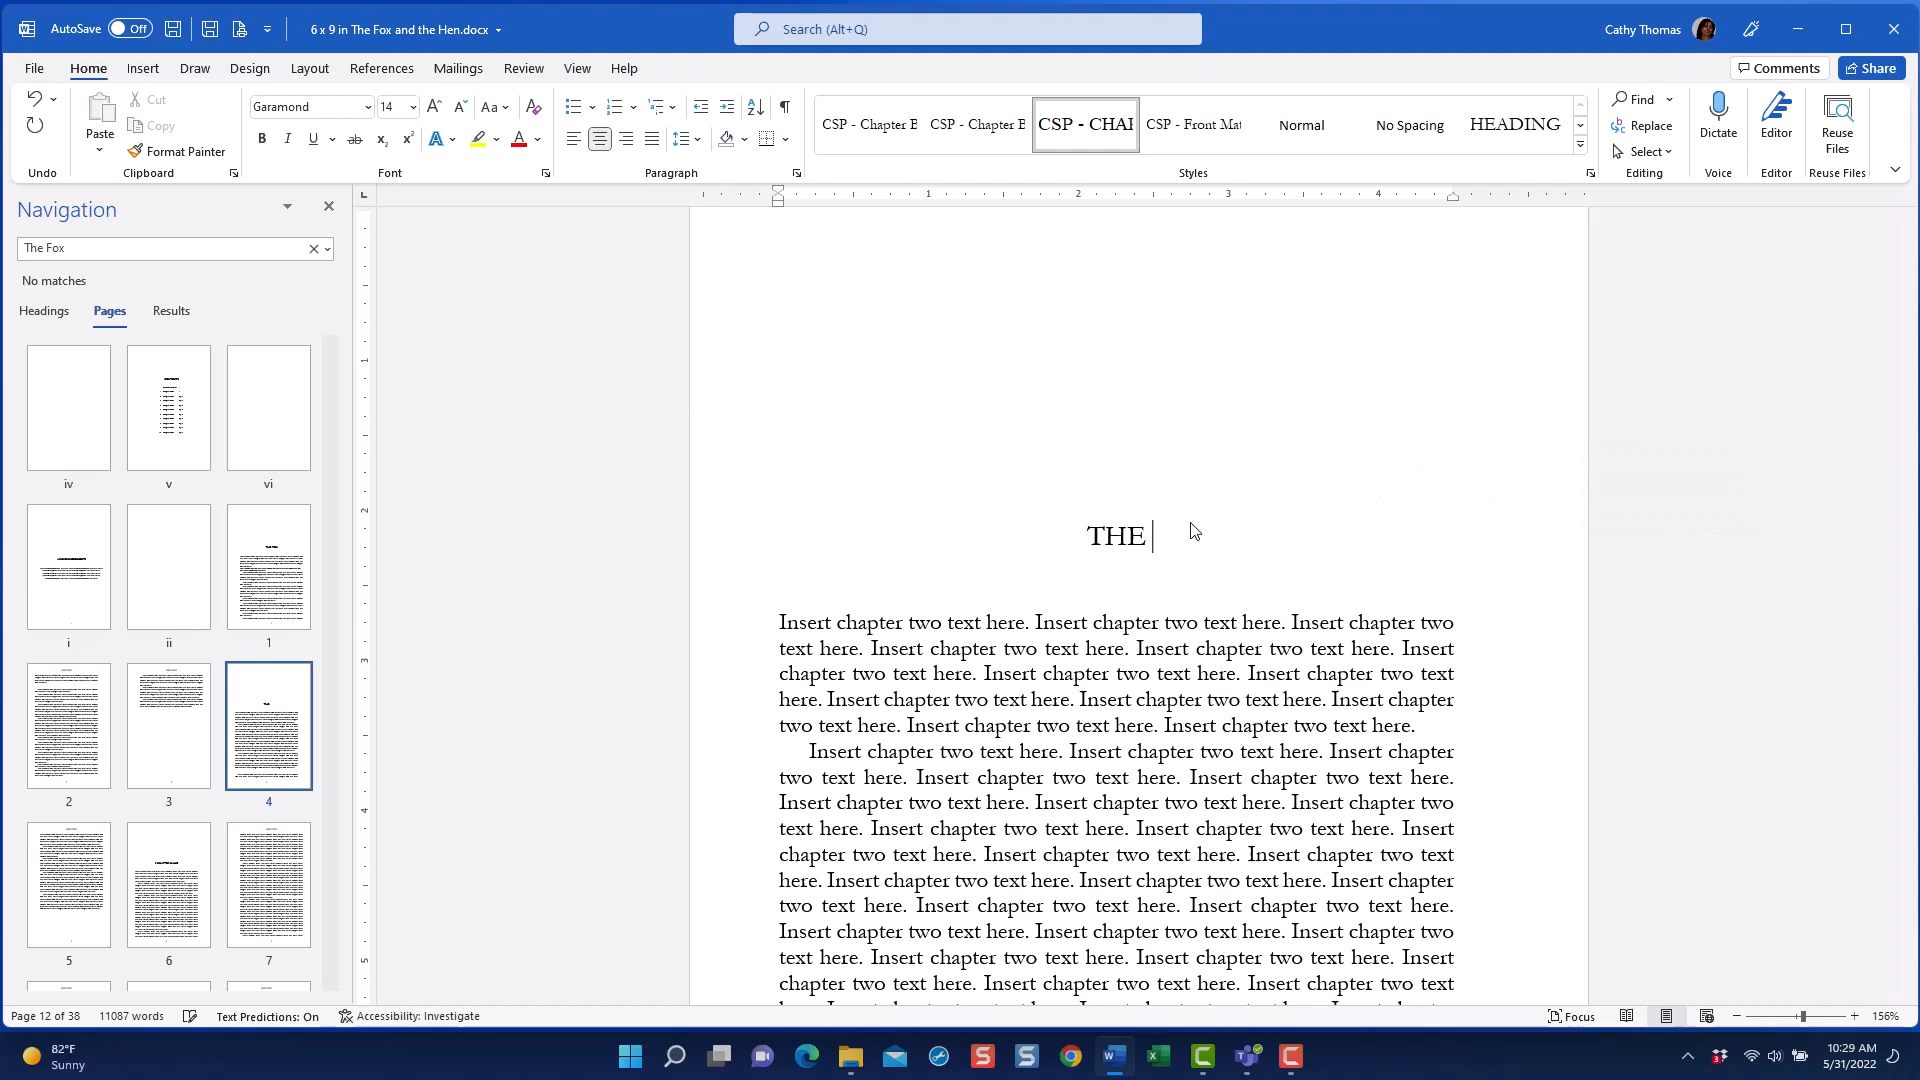 AutoSave Off
6 x 9 in The Fox and the Hen.docx
Search (Alt+Q)
Cathy Thomas
File Home Insert Draw Design Layout References Mailings Review View Help
Comments Share
Paste
Cut
Copy
Format Painter
Garamond 14
CSP - Chapter B
CSP - Chapter B
CSP - CHAI
CSP - Front Mat
Normal
No Spacing
HEADING
Find
Replace
Select
Dictate
Editor
Reuse
Files
Undo Clipboard Font Paragraph Styles Editing Voice Editor Reuse Files
Navigation
The Fox
No matches
Headings Pages Results
iv v vi
i ii 1
2 3 4
5 6 7
1 2 3 4
1
2
3
4
5
THE
Insert chapter two text here. Insert chapter two text here. Insert chapter two
text here. Insert chapter two text here. Insert chapter two text here. Insert
chapter two text here. Insert chapter two text here. Insert chapter two text
here. Insert chapter two text here. Insert chapter two text here. Insert chapter
two text here. Insert chapter two text here. Insert chapter two text here.
Insert chapter two text here. Insert chapter two text here. Insert chapter
two text here. Insert chapter two text here. Insert chapter two text here.
Insert chapter two text here. Insert chapter two text here. Insert chapter two
text here. Insert chapter two text here. Insert chapter two text here. Insert
chapter two text here. Insert chapter two text here. Insert chapter two text
here. Insert chapter two text here. Insert chapter two text here. Insert chapter
two text here. Insert chapter two text here. Insert chapter two text here.
Insert chapter two text here. Insert chapter two text here. Insert chapter two
text here. Insert chapter two text here. Insert chapter two text here. Insert
chapter two text here. Insert chapter two text here. Insert chapter two text
Page 12 of 38 11087 words Text Predictions: On Accessibility: Investigate
Focus 156%
82°F
Sunny
10:29 AM
5/31/2022